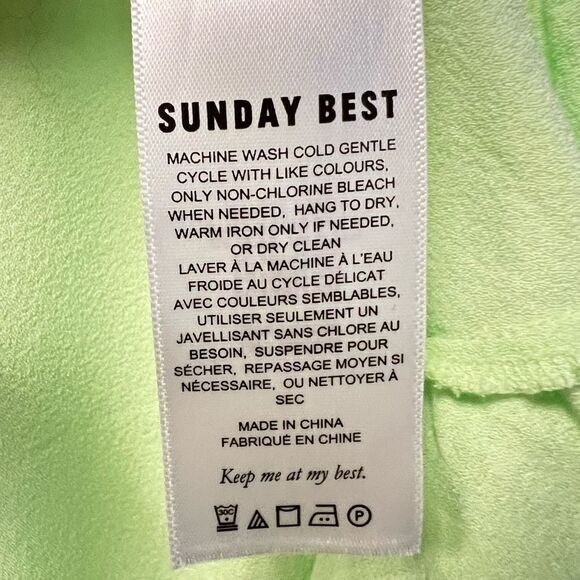 SUNDAY BEST
MACHINE WASH COLD GENTLE
CYCLE WITH LIKE COLOURS,
ONLY NON-CHLORINE BLEACH
WHEN NEEDED, HANG TO DRY,
WARM IRON ONLY IF NEEDED,
OR DRY CLEAN
LAVER À LA MACHINE À L'EAU
FROIDE AU CYCLE DÉLICAT
AVEC COULEURS SEMBLABLES,
UTILISER SEULEMENT UN
JAVELLISANT SANS CHLORE AU
BESOIN, SUSPENDRE POUR
SÉCHER, REPASSAGE MOYEN SI
NÉCESSAIRE, OU NETTOYER À
SEC
MADE IN CHINA
FABRIQUÉ EN CHINE
Keep me at my best.
30C P